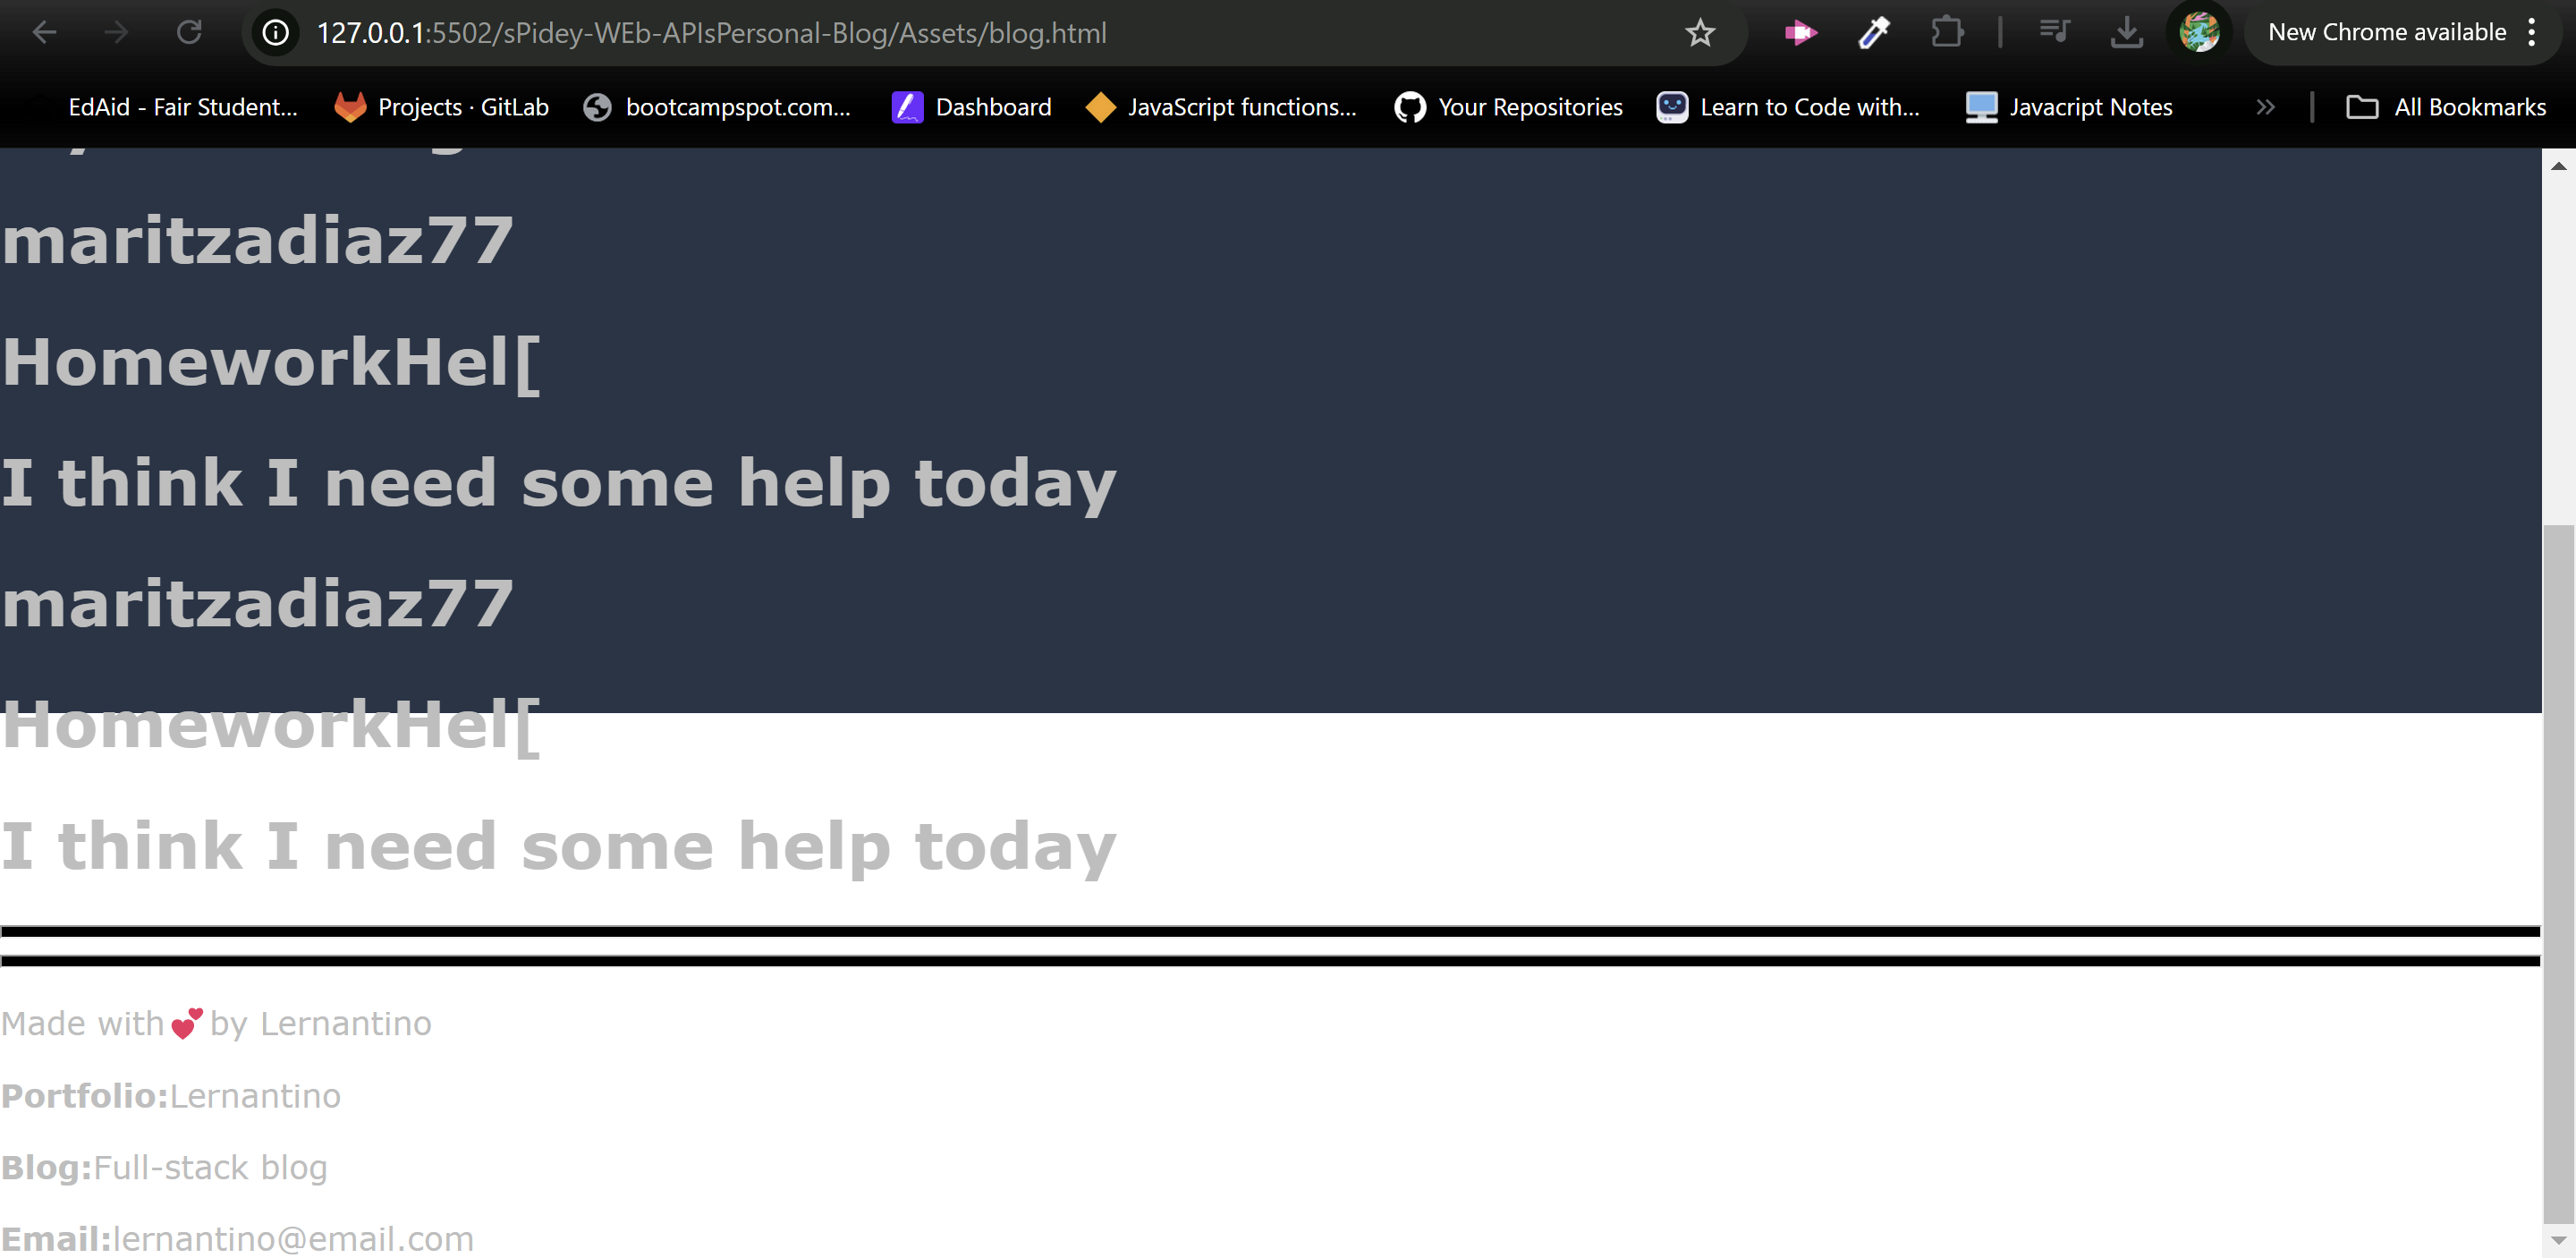 127.0.0.1:5502/sPidey-WEb-APIsPersonal-Blog/Assets/blog.html
New Chrome available
EdAid - Fair Student...
Projects · GitLab
bootcampspot.com...
Dashboard
JavaScript functions...
Your Repositories
Learn to Code with...
Javacript Notes
All Bookmarks
maritzadiaz77
HomeworkHel[
I think I need some help today
maritzadiaz77
HomeworkHel[
I think I need some help today
Made with💕by Lernantino
Portfolio:Lernantino
Blog:Full-stack blog
Email:lernantino@email.com